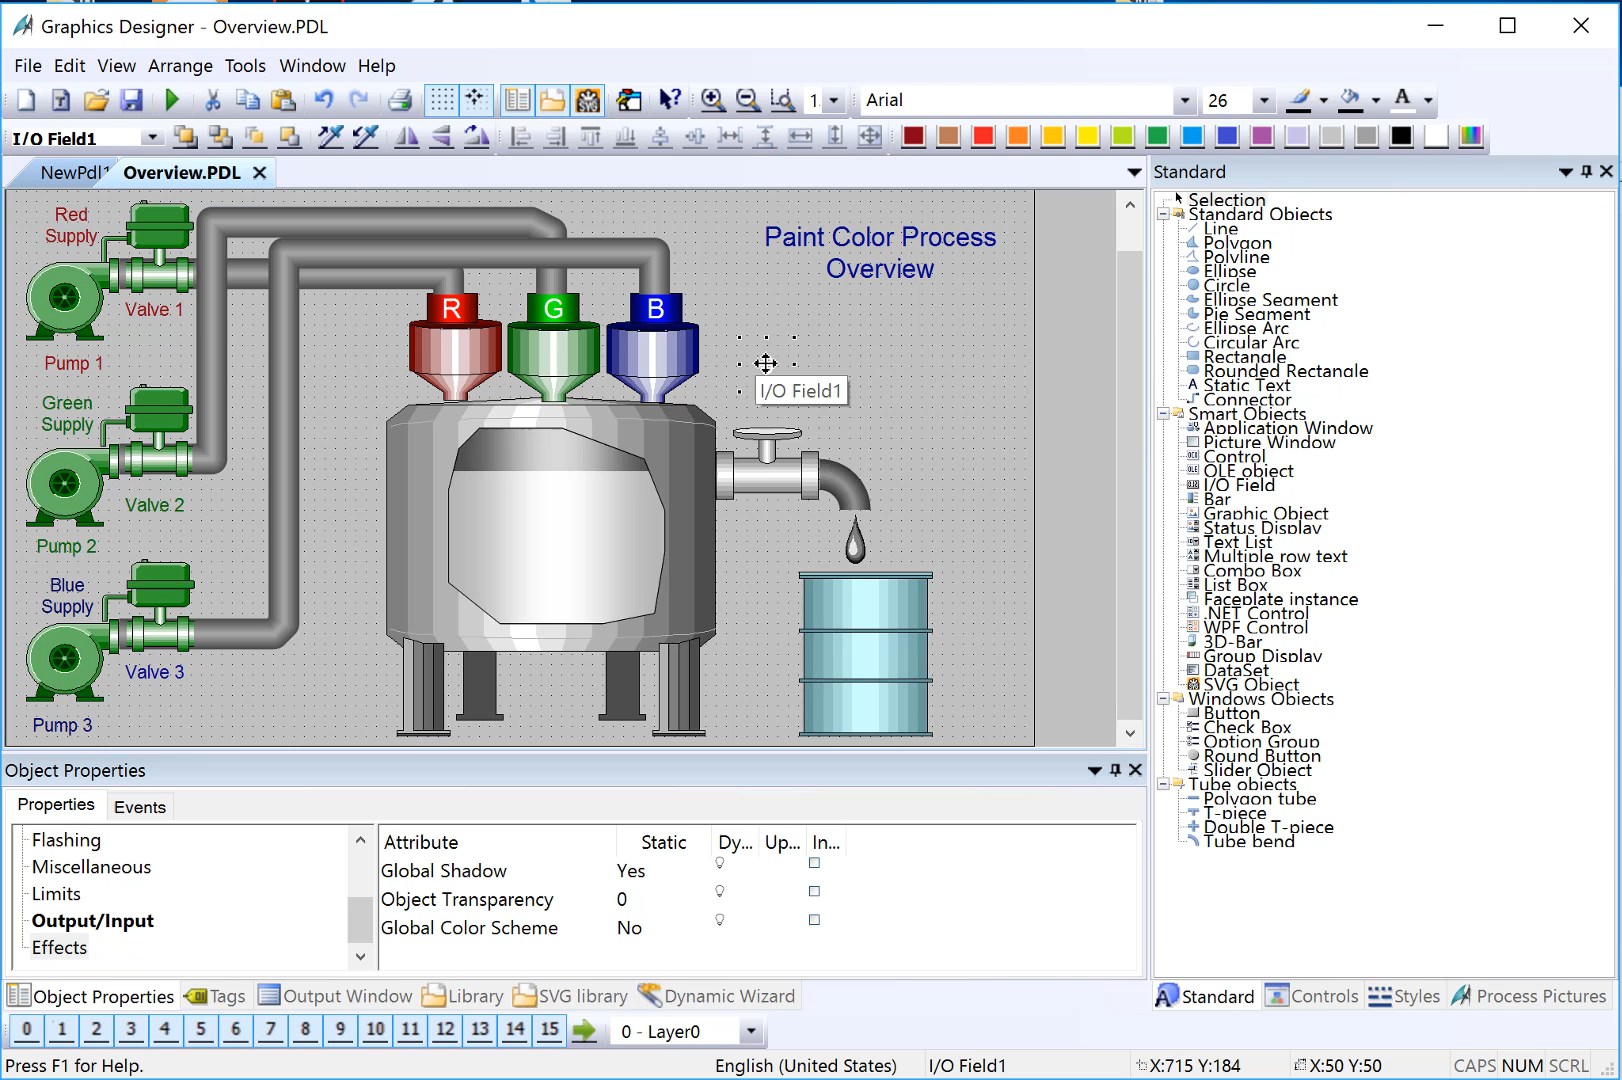 Graphics Designer - Overview.PDL
File Edit View Arrange Tools Window Help
1. Arial 26
I/O Field1
NewPdl1 Overview.PDL
Red
Supply
Valve 1
Pump 1
Green
Supply
Valve 2
Pump 2
Blue
Supply
Valve 3
Pump 3
R G B
Paint Color Process
Overview
I/O Field1
Standard
Selection
Standard Objects
Line
Polygon
Polyline
Ellipse
Circle
Ellipse Segment
Pie Segment
Ellipse Arc
Circular Arc
Rectangle
Rounded Rectangle
Static Text
Connector
Smart Objects
Application Window
Picture Window
Control
OLE object
I/O Field
Bar
Graphic Object
Status Display
Text List
Multiple row text
Combo Box
List Box
Faceplate instance
.NET Control
WPF Control
3D-Bar
Group Display
DataSet
SVG Object
Windows Objects
Button
Check Box
Option Group
Round Button
Slider Object
Tube objects
Polygon tube
T-piece
Double T-piece
Tube bend
Object Properties
Properties Events
Flashing
Miscellaneous
Limits
Output/Input
Effects
Attribute Static Dy... Up... In...
Global Shadow Yes
Object Transparency 0
Global Color Scheme No
Object Properties Tags Output Window Library SVG library Dynamic Wizard
Standard Controls Styles Process Pictures
0 1 2 3 4 5 6 7 8 9 10 11 12 13 14 15 0 - Layer0
Press F1 for Help. English (United States) I/O Field1 X:715 Y:184 X:50 Y:50 CAPS NUM SCRL